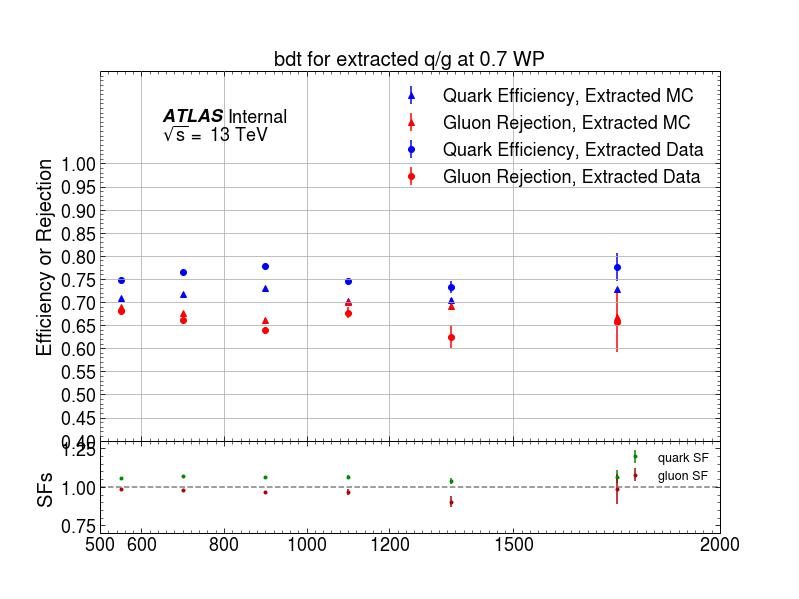 bdt for extracted q/g at 0.7 WP
ATLAS Internal
√s = 13 TeV
Quark Efficiency, Extracted MC
Gluon Rejection, Extracted MC
Quark Efficiency, Extracted Data
Gluon Rejection, Extracted Data
Efficiency or Rejection
1.00
0.95
0.90
0.85
0.80
0.75
0.70
0.65
0.60
0.55
0.50
0.45
0.40
SFs
1.25
1.00
0.75
quark SF
gluon SF
500 600 800 1000 1200 1500 2000